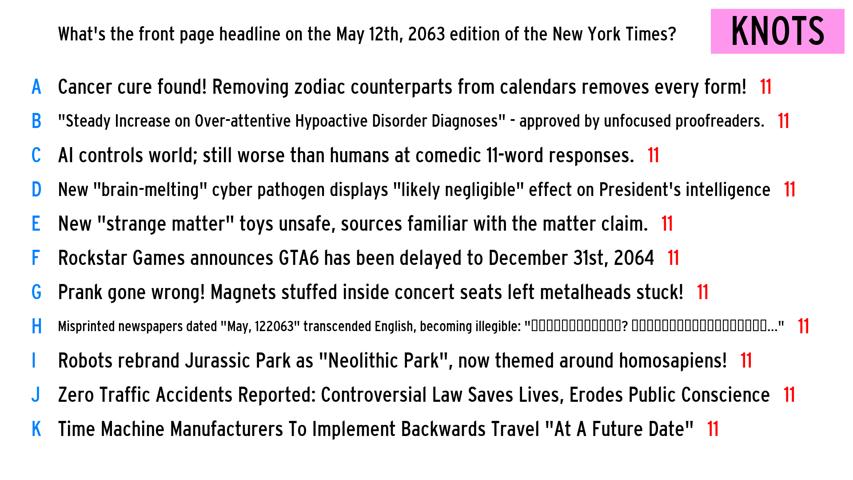 What's the front page headline on the May 12th, 2063 edition of the New York Times?
KNOTS
A Cancer cure found! Removing zodiac counterparts from calendars removes every form! 11
B "Steady Increase on Over-attentive Hypoactive Disorder Diagnoses" - approved by unfocused proofreaders. 11
C AI controls world; still worse than humans at comedic 11-word responses. 11
D New "brain-melting" cyber pathogen displays "likely negligible" effect on President's intelligence 11
E New "strange matter" toys unsafe, sources familiar with the matter claim. 11
F Rockstar Games announces GTA6 has been delayed to December 31st, 2064 11
G Prank gone wrong! Magnets stuffed inside concert seats left metalheads stuck! 11
H Misprinted newspapers dated "May, 122063" transcended English, becoming illegible: "▯▯▯▯▯▯▯▯▯▯▯▯▯? ▯▯▯▯▯▯▯▯▯▯▯▯▯▯▯▯▯▯▯..." 11
I Robots rebrand Jurassic Park as "Neolithic Park", now themed around homosapiens! 11
J Zero Traffic Accidents Reported: Controversial Law Saves Lives, Erodes Public Conscience 11
K Time Machine Manufacturers To Implement Backwards Travel "At A Future Date" 11